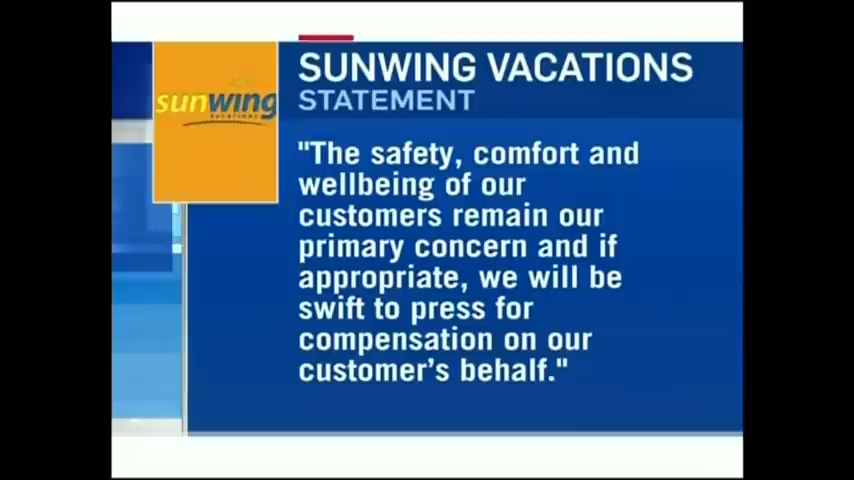 sunwing
VACATIONS
SUNWING VACATIONS
STATEMENT
"The safety, comfort and
wellbeing of our
customers remain our
primary concern and if
appropriate, we will be
swift to press for
compensation on our
customer's behalf."